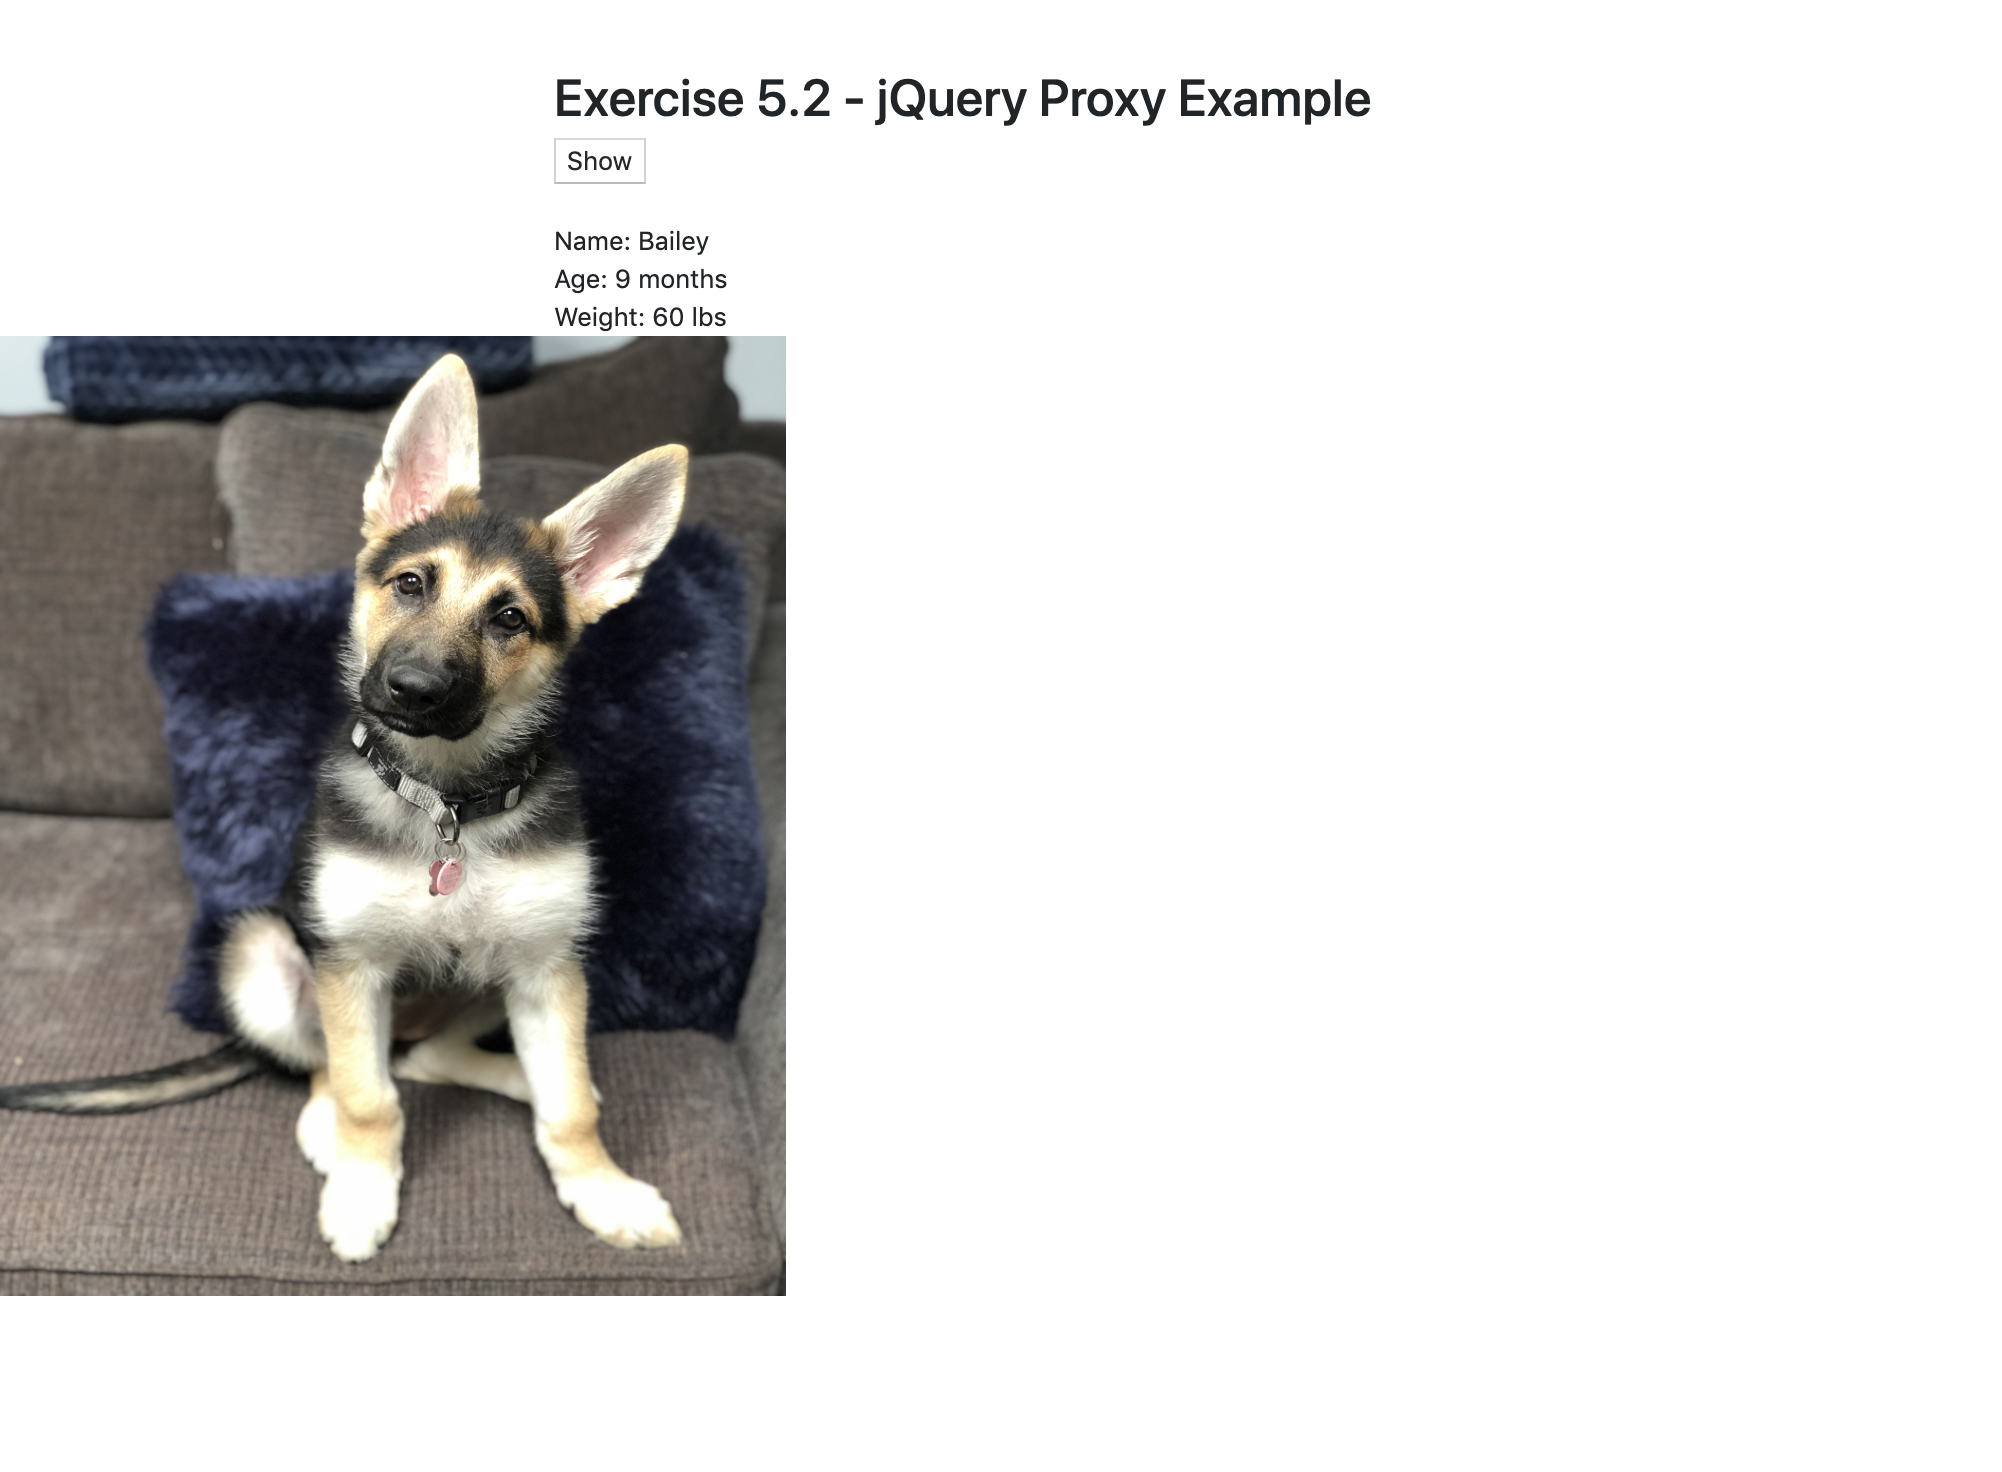 Exercise 5.2 - jQuery Proxy Example
Show
Name: Bailey
Age: 9 months
Weight: 60 lbs